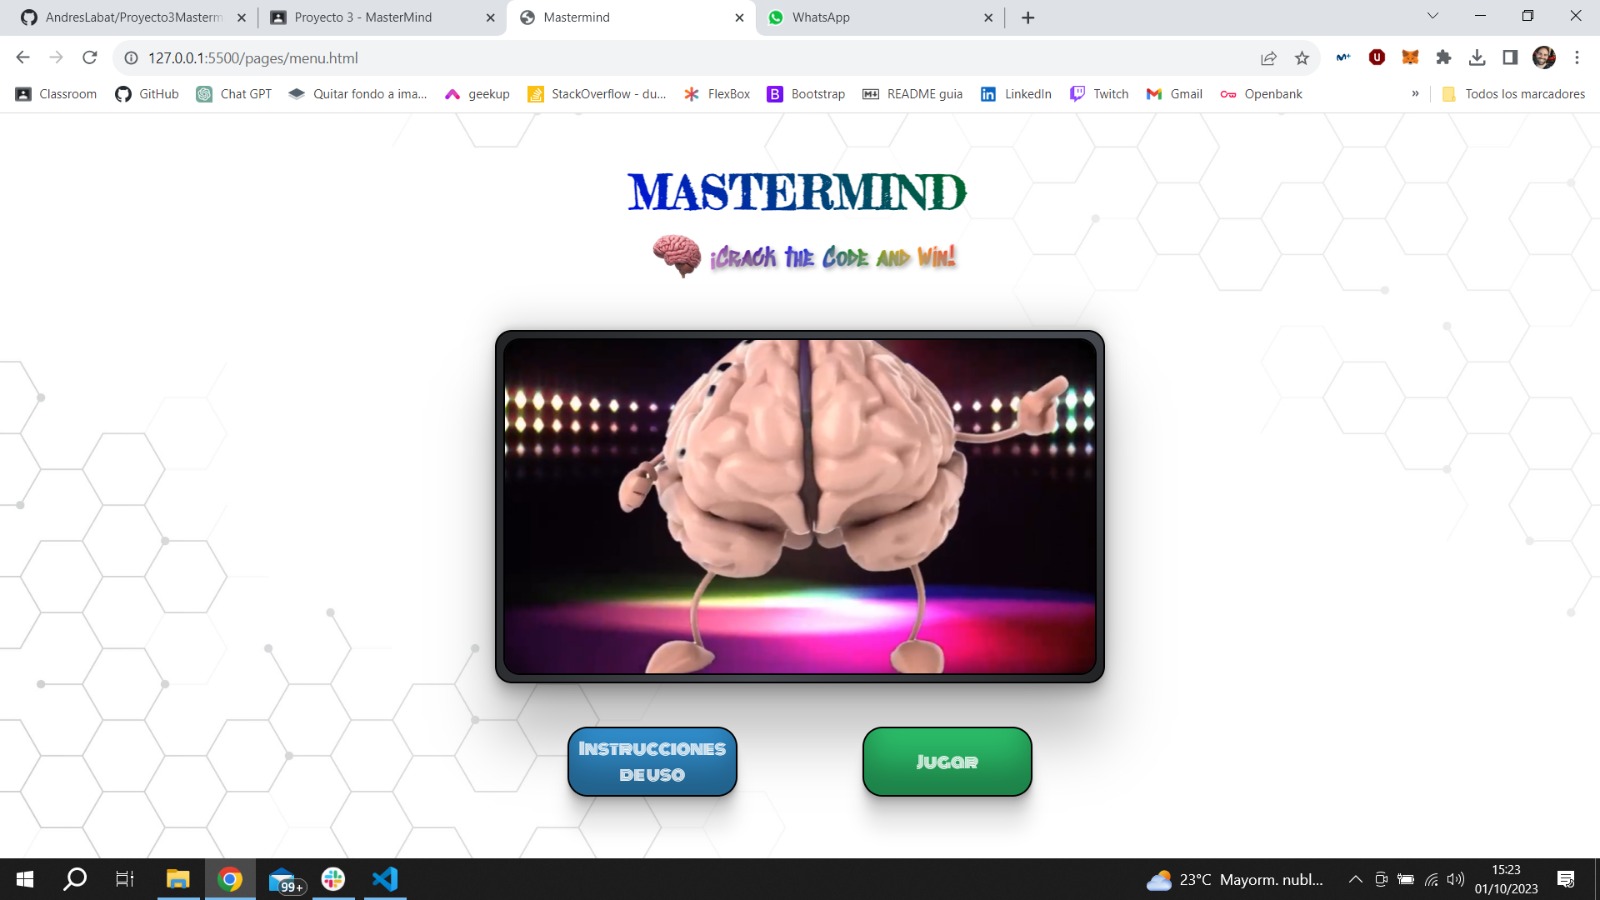 AndresLabat/Proyecto3Masterm
Proyecto 3 - MasterMind
Mastermind
WhatsApp
127.0.0.1:5500/pages/menu.html
Classroom
GitHub
Chat GPT
Quitar fondo a ima...
geekup
StackOverflow - du...
FlexBox
B
Bootstrap
README guia
LinkedIn
Twitch
Gmail
Openbank
»
Todos los marcadores
MASTERMIND
¡Crack the Code and Win!
Instrucciones
de uso
Jugar
99+
23°C Mayorm. nubl...
15:23
01/10/2023